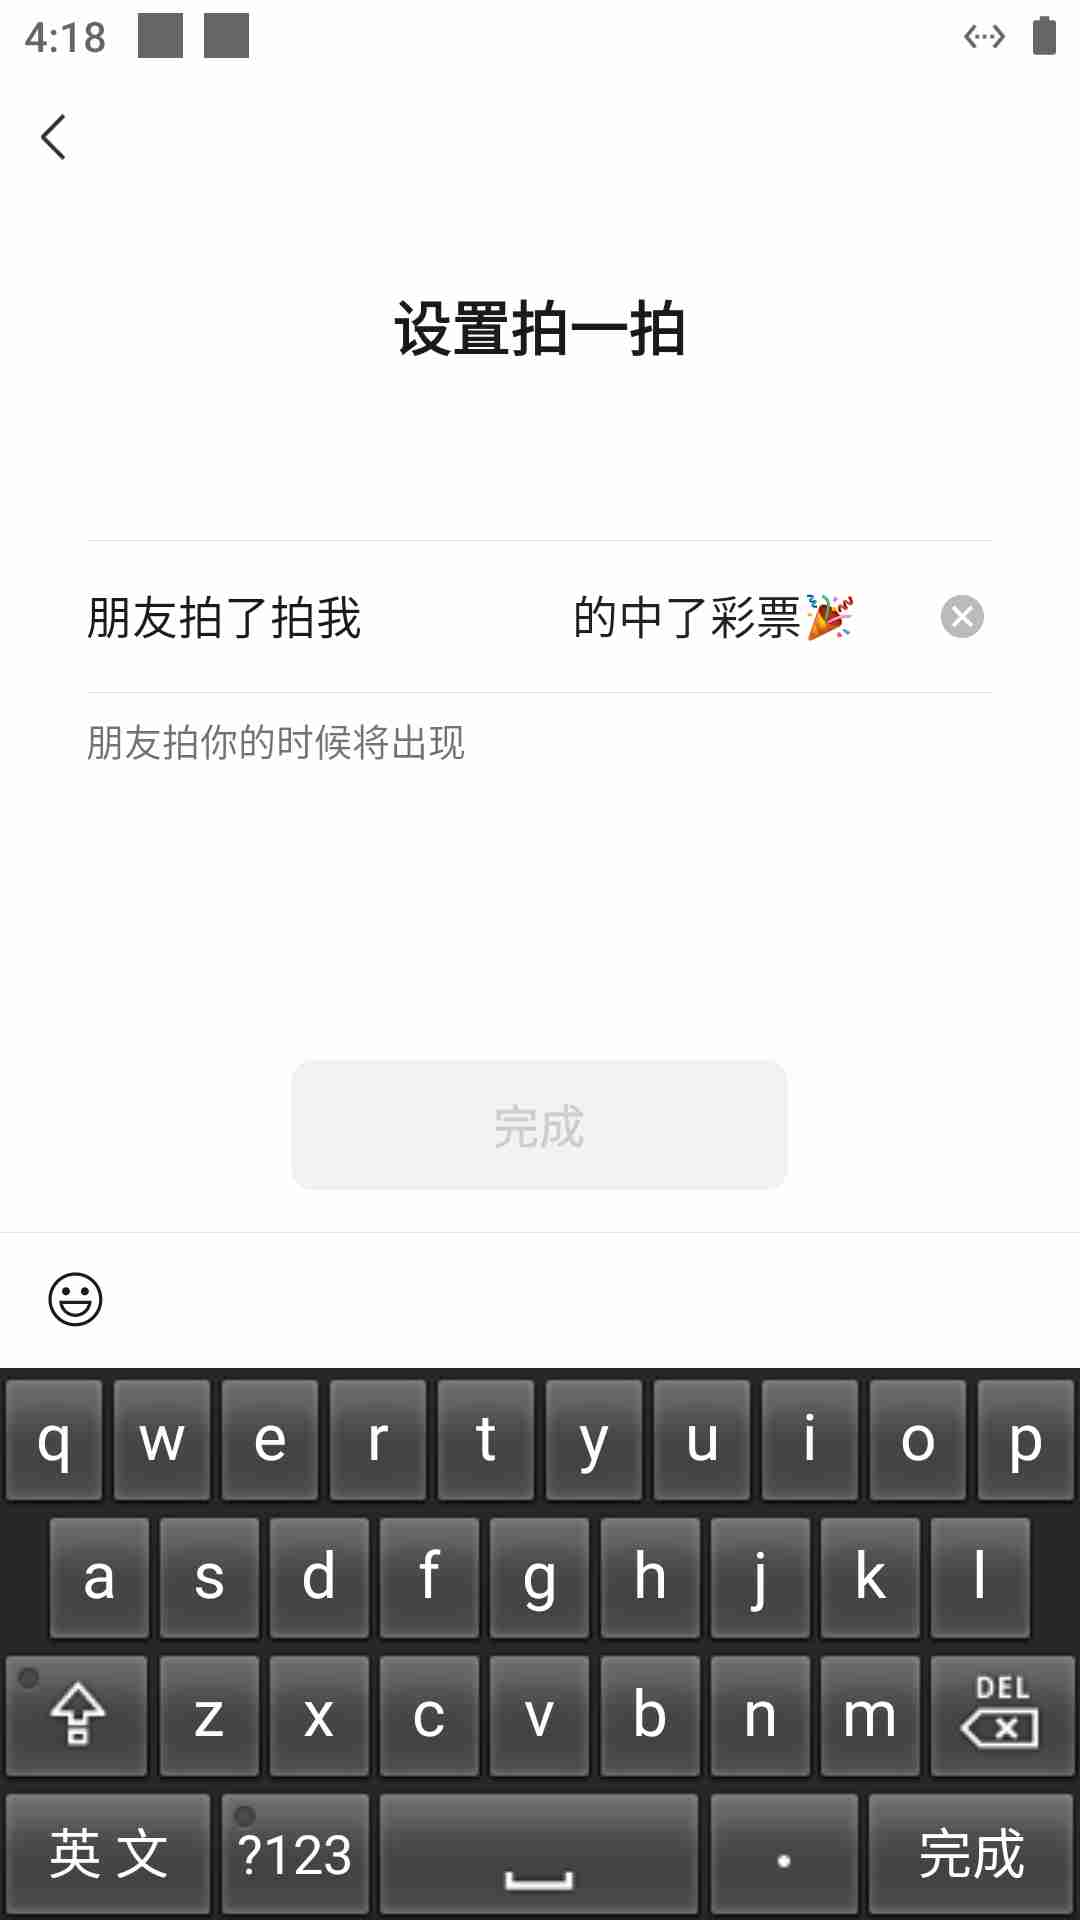 4:18
设置拍一拍
朋友拍了拍我 的中了彩票🎉
朋友拍你的时候将出现
完成
q w e r t y u i o p
a s d f g h j k l
z x c v b n m DEL
英文 ?123 . 完成